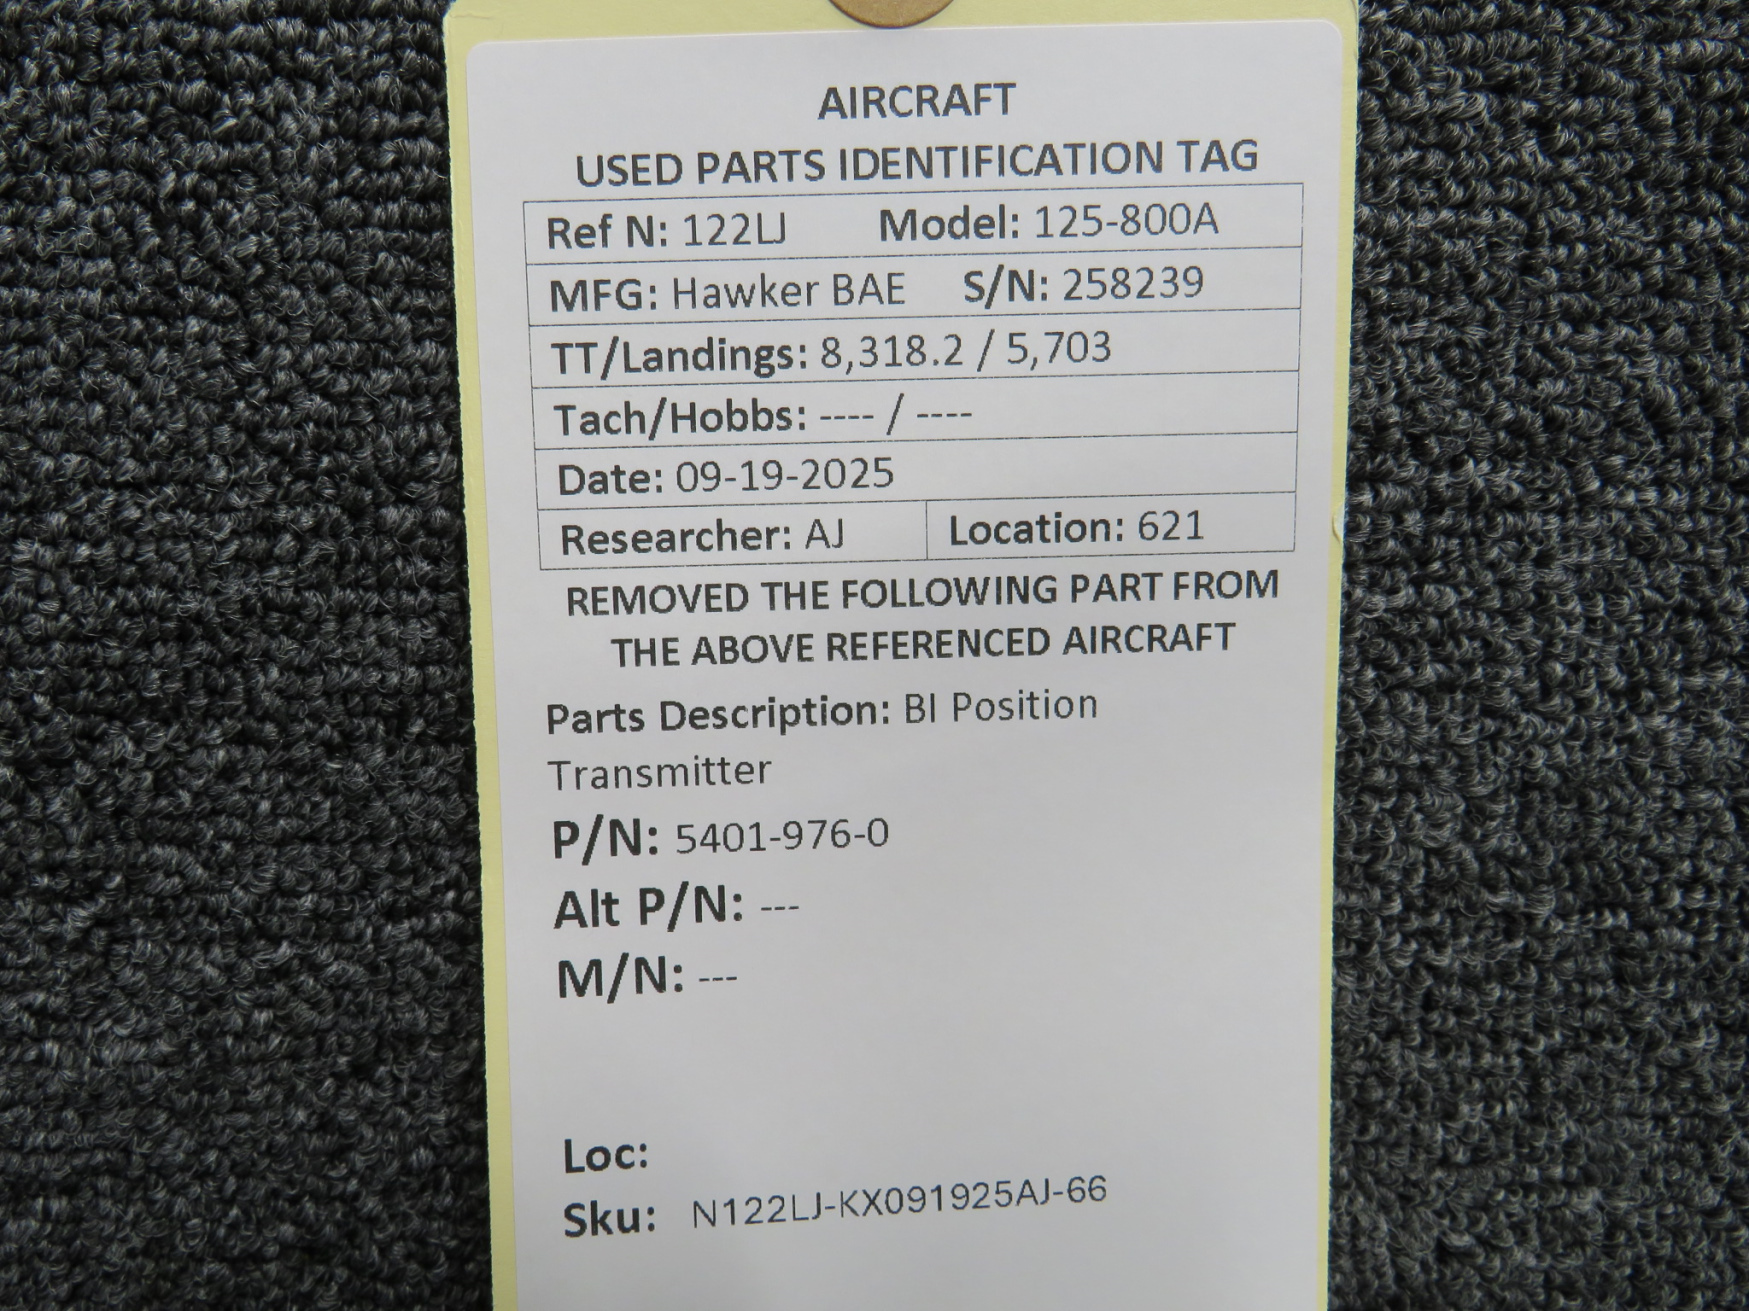 AIRCRAFT
USED PARTS IDENTIFICATION TAG
Ref N: 122LJ Model: 125-800A
MFG: Hawker BAE S/N: 258239
TT/Landings: 8,318.2 / 5,703
Tach/Hobbs: ---- / ----
Date: 09-19-2025
Researcher: AJ Location: 621
REMOVED THE FOLLOWING PART FROM
THE ABOVE REFERENCED AIRCRAFT
Parts Description: BI Position
Transmitter
P/N: 5401-976-0
Alt P/N: ---
M/N: ---
Loc:
Sku: N122LJ-KX091925AJ-66